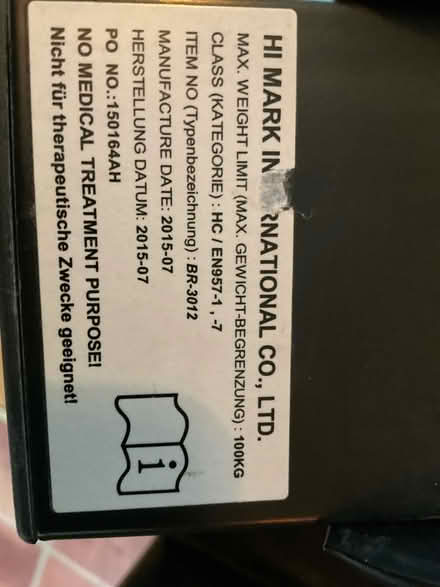 HI MARK IN RNATIONAL CO., LTD.
MAX. WEIGHT LIMIT (MAX. GEWICHT-BEGRENZUNG) : 100KG
CLASS (KATEGORIE) : HC / EN957-1 , -7
ITEM NO (Typenbezeichnung) : BR-3012
MANUFACTURE DATE: 2015-07
HERSTELLUNG DATUM: 2015-07
PO NO.:150164AH
NO MEDICAL TREATMENT PURPOSE!
Nicht für therapeutische Zwecke geeignet!
i